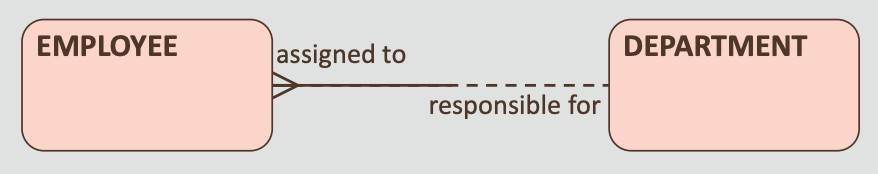 EMPLOYEE
assigned to
responsible for
DEPARTMENT